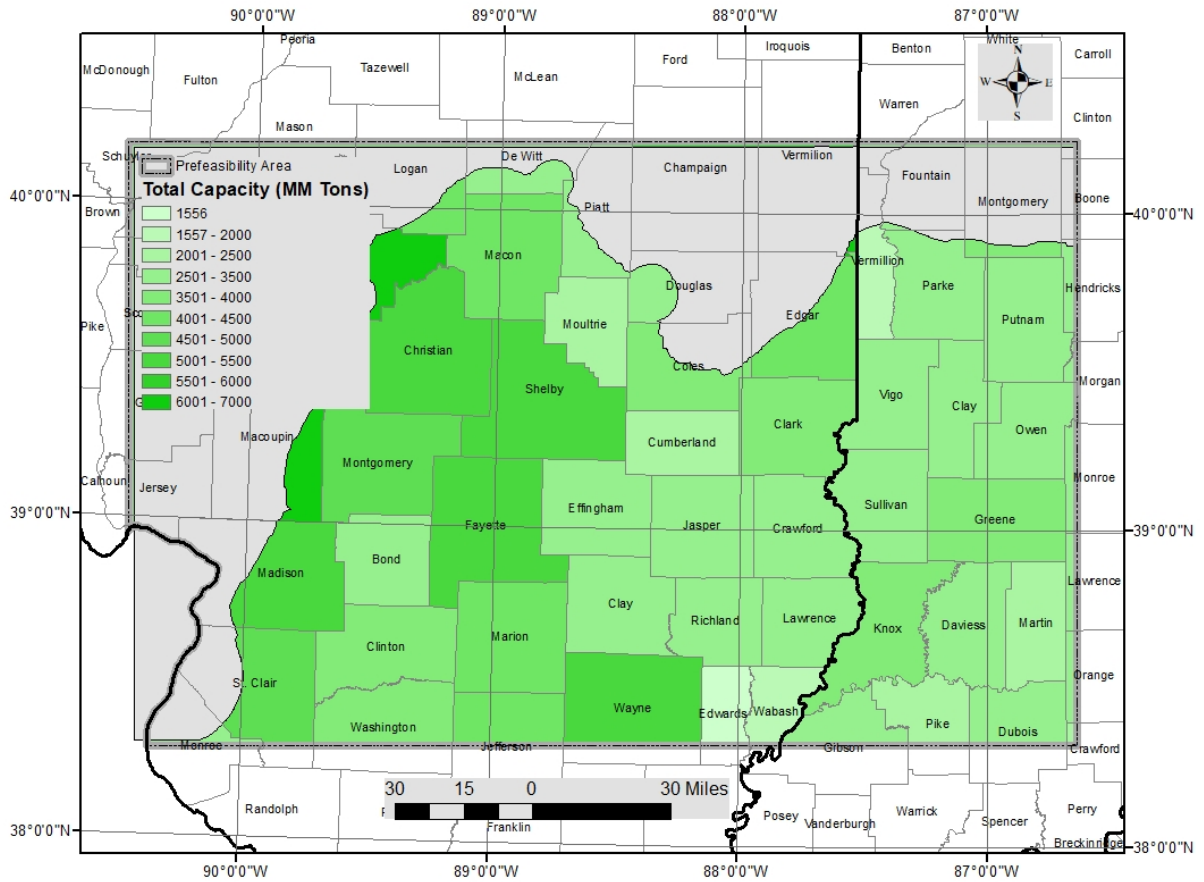 90°0'0"W 89°0'0"W 88°0'0"W 87°0'0"W
Peoria
White
Iroquois
Benton
McDonough
Fulton
Tazewell
McLean
Ford
Carroll
N
W E
S
Warren
Mason
Clinton
Schuyler
Prefeasibility Area
Total Capacity (MM Tons)
1556
1557 - 2000
2001 - 2500
2501 - 3500
3501 - 4000
4001 - 4500
4501 - 5000
5001 - 5500
5501 - 6000
6001 - 7000
Logan
De Witt
Champaign
Vermilion
Fountain
Montgomery
Boone
40°0'0"N
40°0'0"N
Brown
Piatt
Macon
Vermillion
Douglas
Parke
Hendricks
Pike
Moultrie
Edgar
Putnam
Christian
Shelby
Coles
Morgan
Vigo
Clay
Macoupin
Cumberland
Clark
Owen
Montgomery
Calhoun
Jersey
Monroe
39°0'0"N
39°0'0"N
Fayette
Effingham
Jasper
Crawford
Sullivan
Greene
Bond
Madison
Lawrence
Clay
Richland
Lawrence
Knox
Daviess
Martin
Clinton
Marion
St. Clair
Orange
Washington
Wayne
Edwards
Wabash
Pike
Dubois
Monroe
Jefferson
Gibson
Crawford
30 15 0 30 Miles
Randolph
Franklin
Posey
Vanderburgh
Warrick
Spencer
Perry
Breckinridge
38°0'0"N
38°0'0"N
90°0'0"W 89°0'0"W 88°0'0"W 87°0'0"W